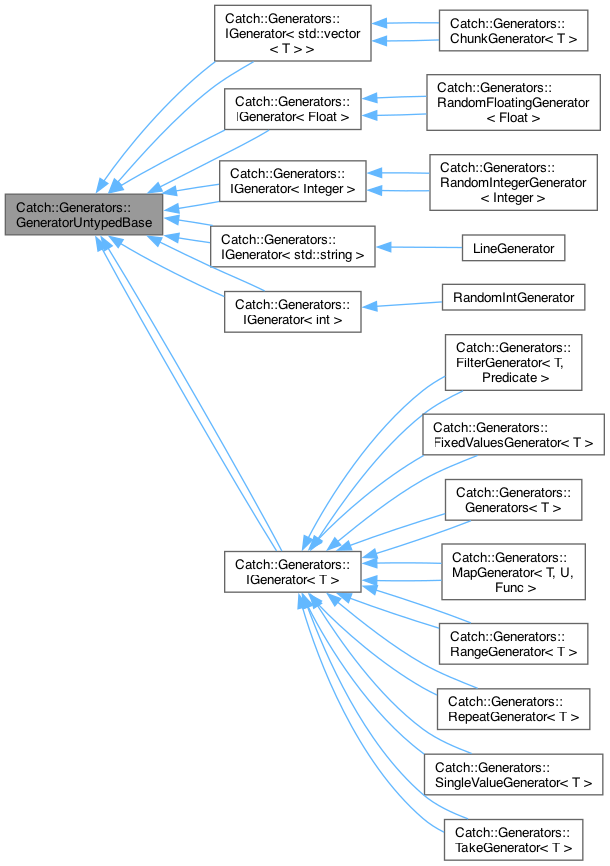 Catch::Generators::
IGenerator< std::vector
< T > >
Catch::Generators::
ChunkGenerator< T >
Catch::Generators::
IGenerator< Float >
Catch::Generators::
RandomFloatingGenerator
< Float >
Catch::Generators::
IGenerator< Integer >
Catch::Generators::
RandomIntegerGenerator
< Integer >
Catch::Generators::
GeneratorUntypedBase
Catch::Generators::
IGenerator< std::string >
LineGenerator
Catch::Generators::
IGenerator< int >
RandomIntGenerator
Catch::Generators::
FilterGenerator< T,
Predicate >
Catch::Generators::
FixedValuesGenerator< T >
Catch::Generators::
Generators< T >
Catch::Generators::
IGenerator< T >
Catch::Generators::
MapGenerator< T, U,
Func >
Catch::Generators::
RangeGenerator< T >
Catch::Generators::
RepeatGenerator< T >
Catch::Generators::
SingleValueGenerator< T >
Catch::Generators::
TakeGenerator< T >